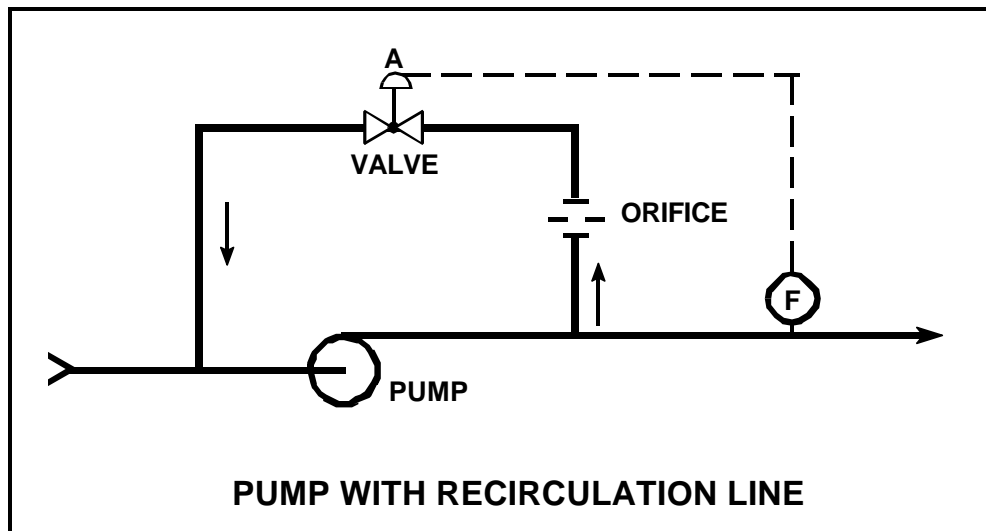 A
VALVE
ORIFICE
F
PUMP
PUMP WITH RECIRCULATION LINE